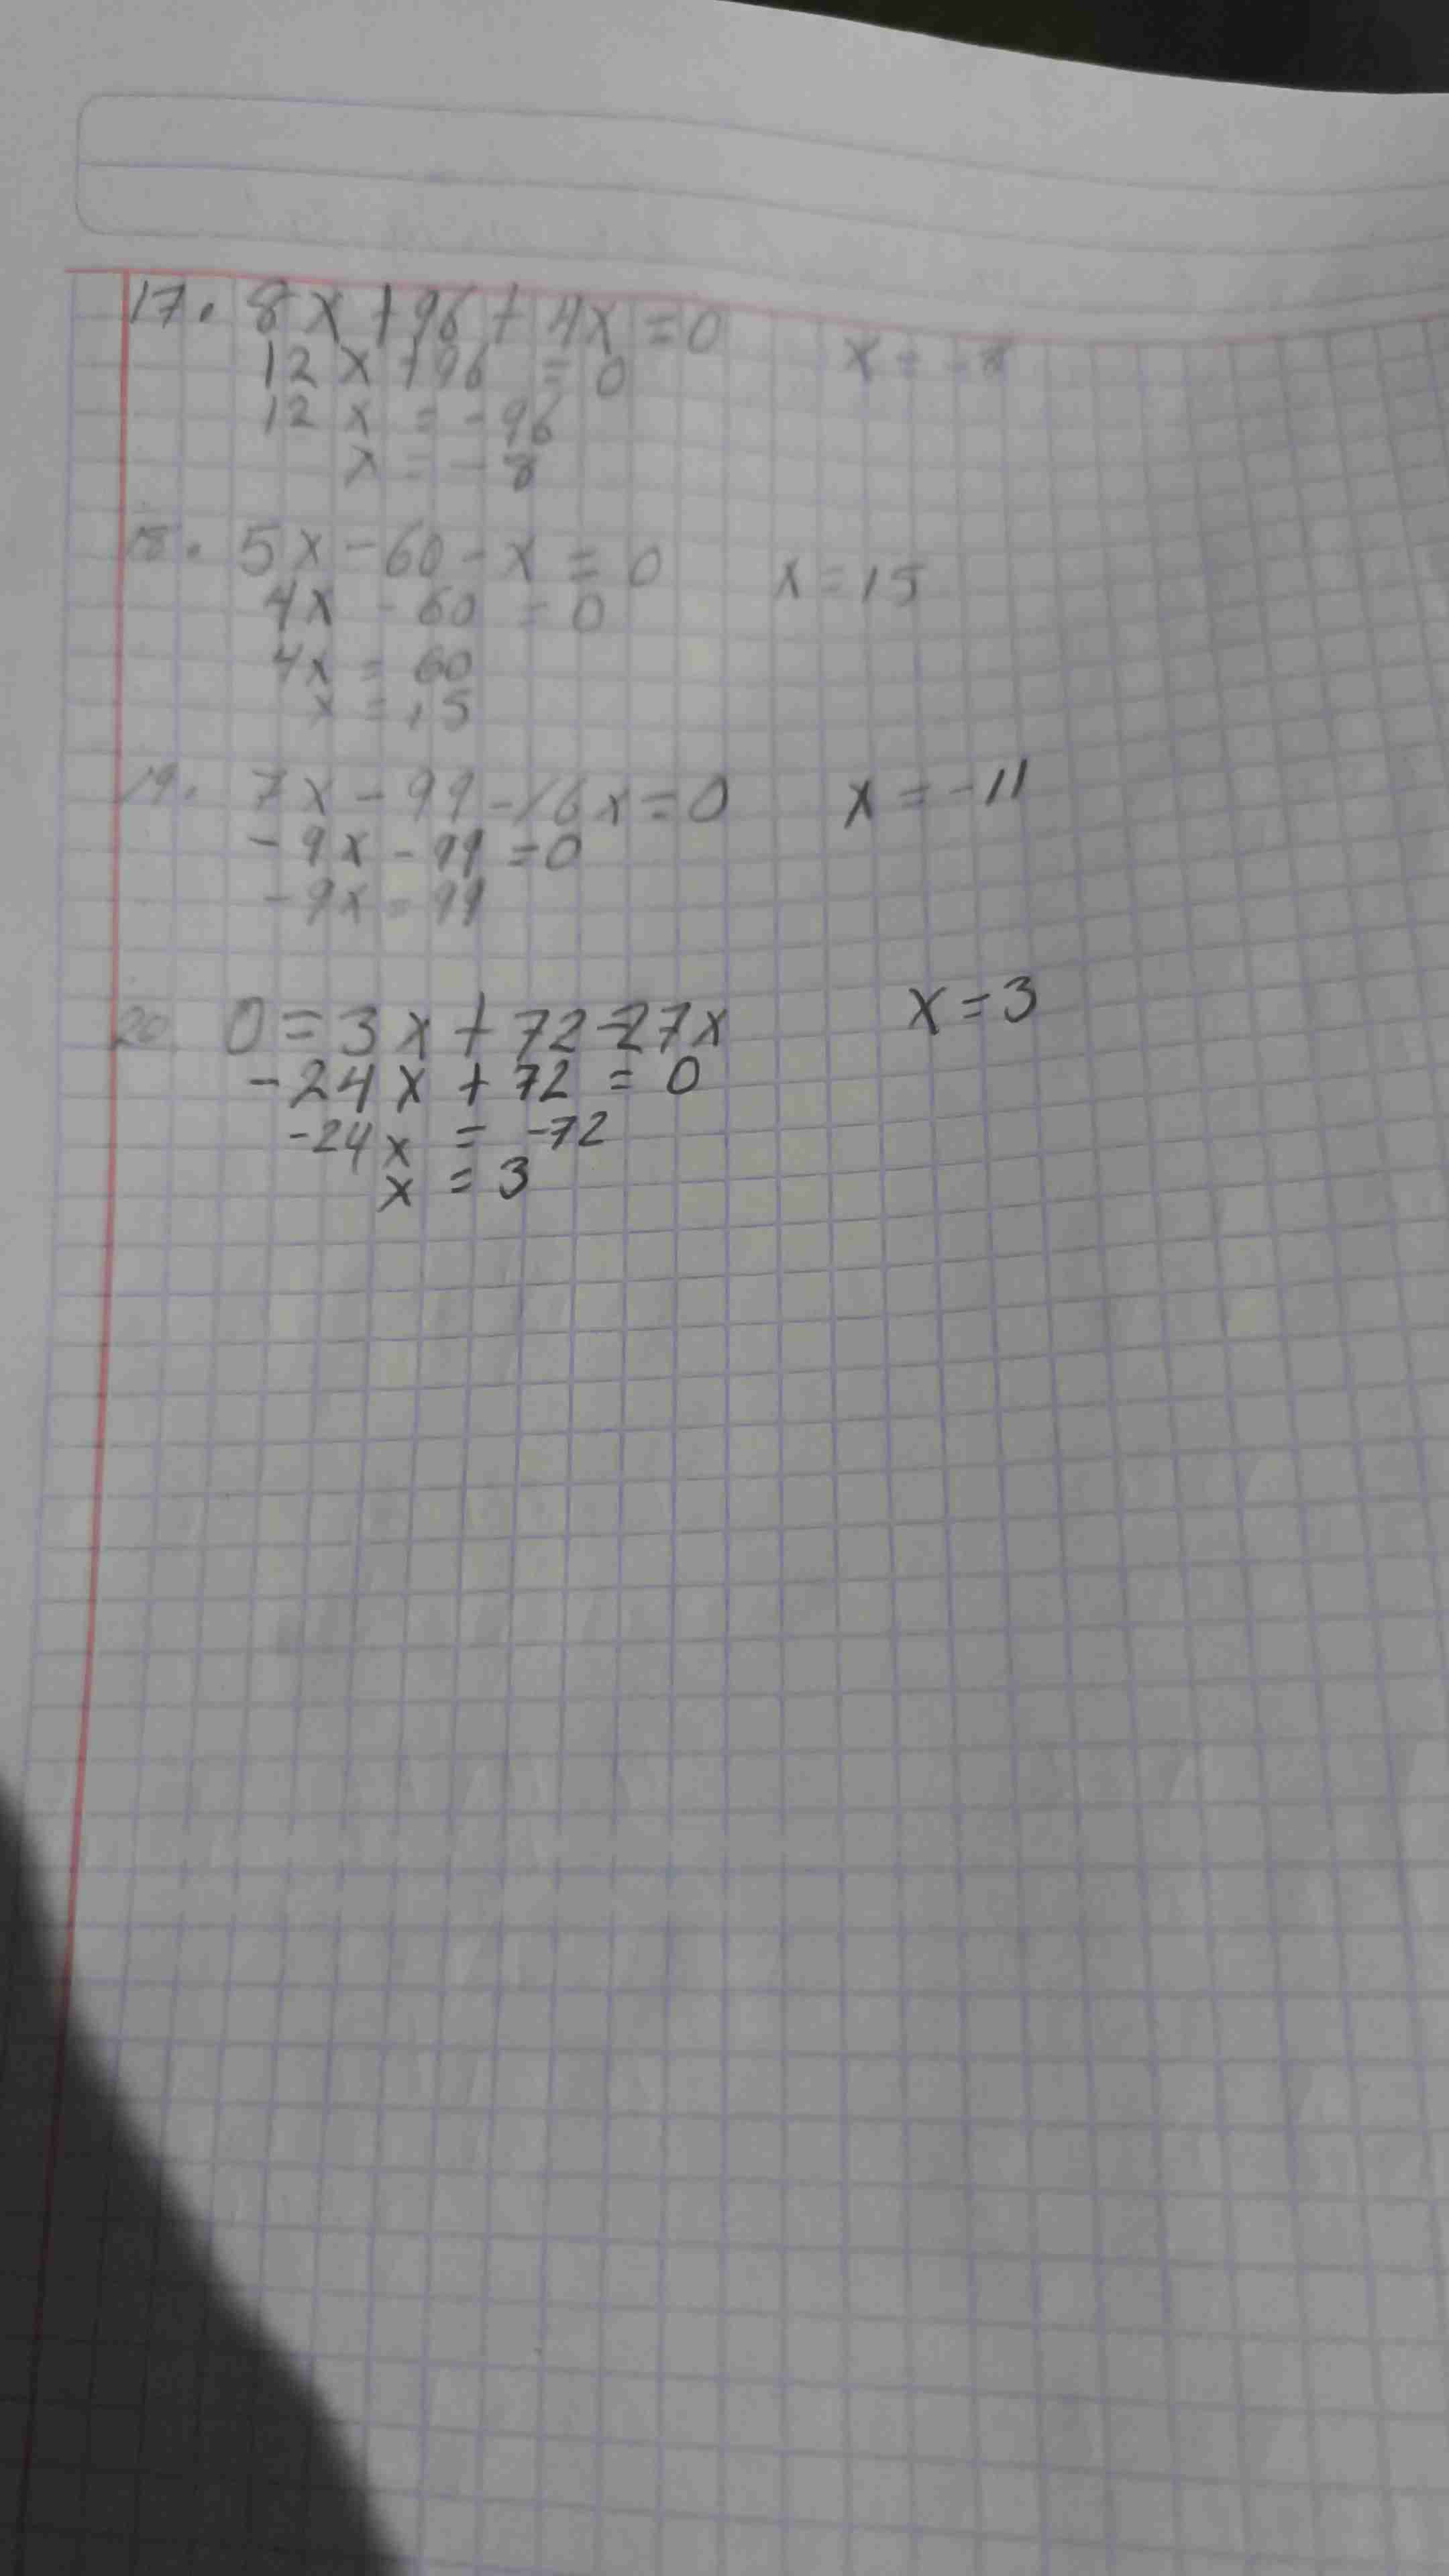 17. 8x + 96 + 4x = 0 x = -8
12x + 96 = 0
12x = -96
x = -8
18. 5x - 60 - x = 0 x = 15
4x - 60 = 0
4x = 60
x = 15
19. 7x - 99 - 16x = 0 x = -11
-9x - 99 = 0
-9x = 99
20. 0 = 3x + 72 - 27x x = 3
-24x + 72 = 0
-24x = -72
x = 3